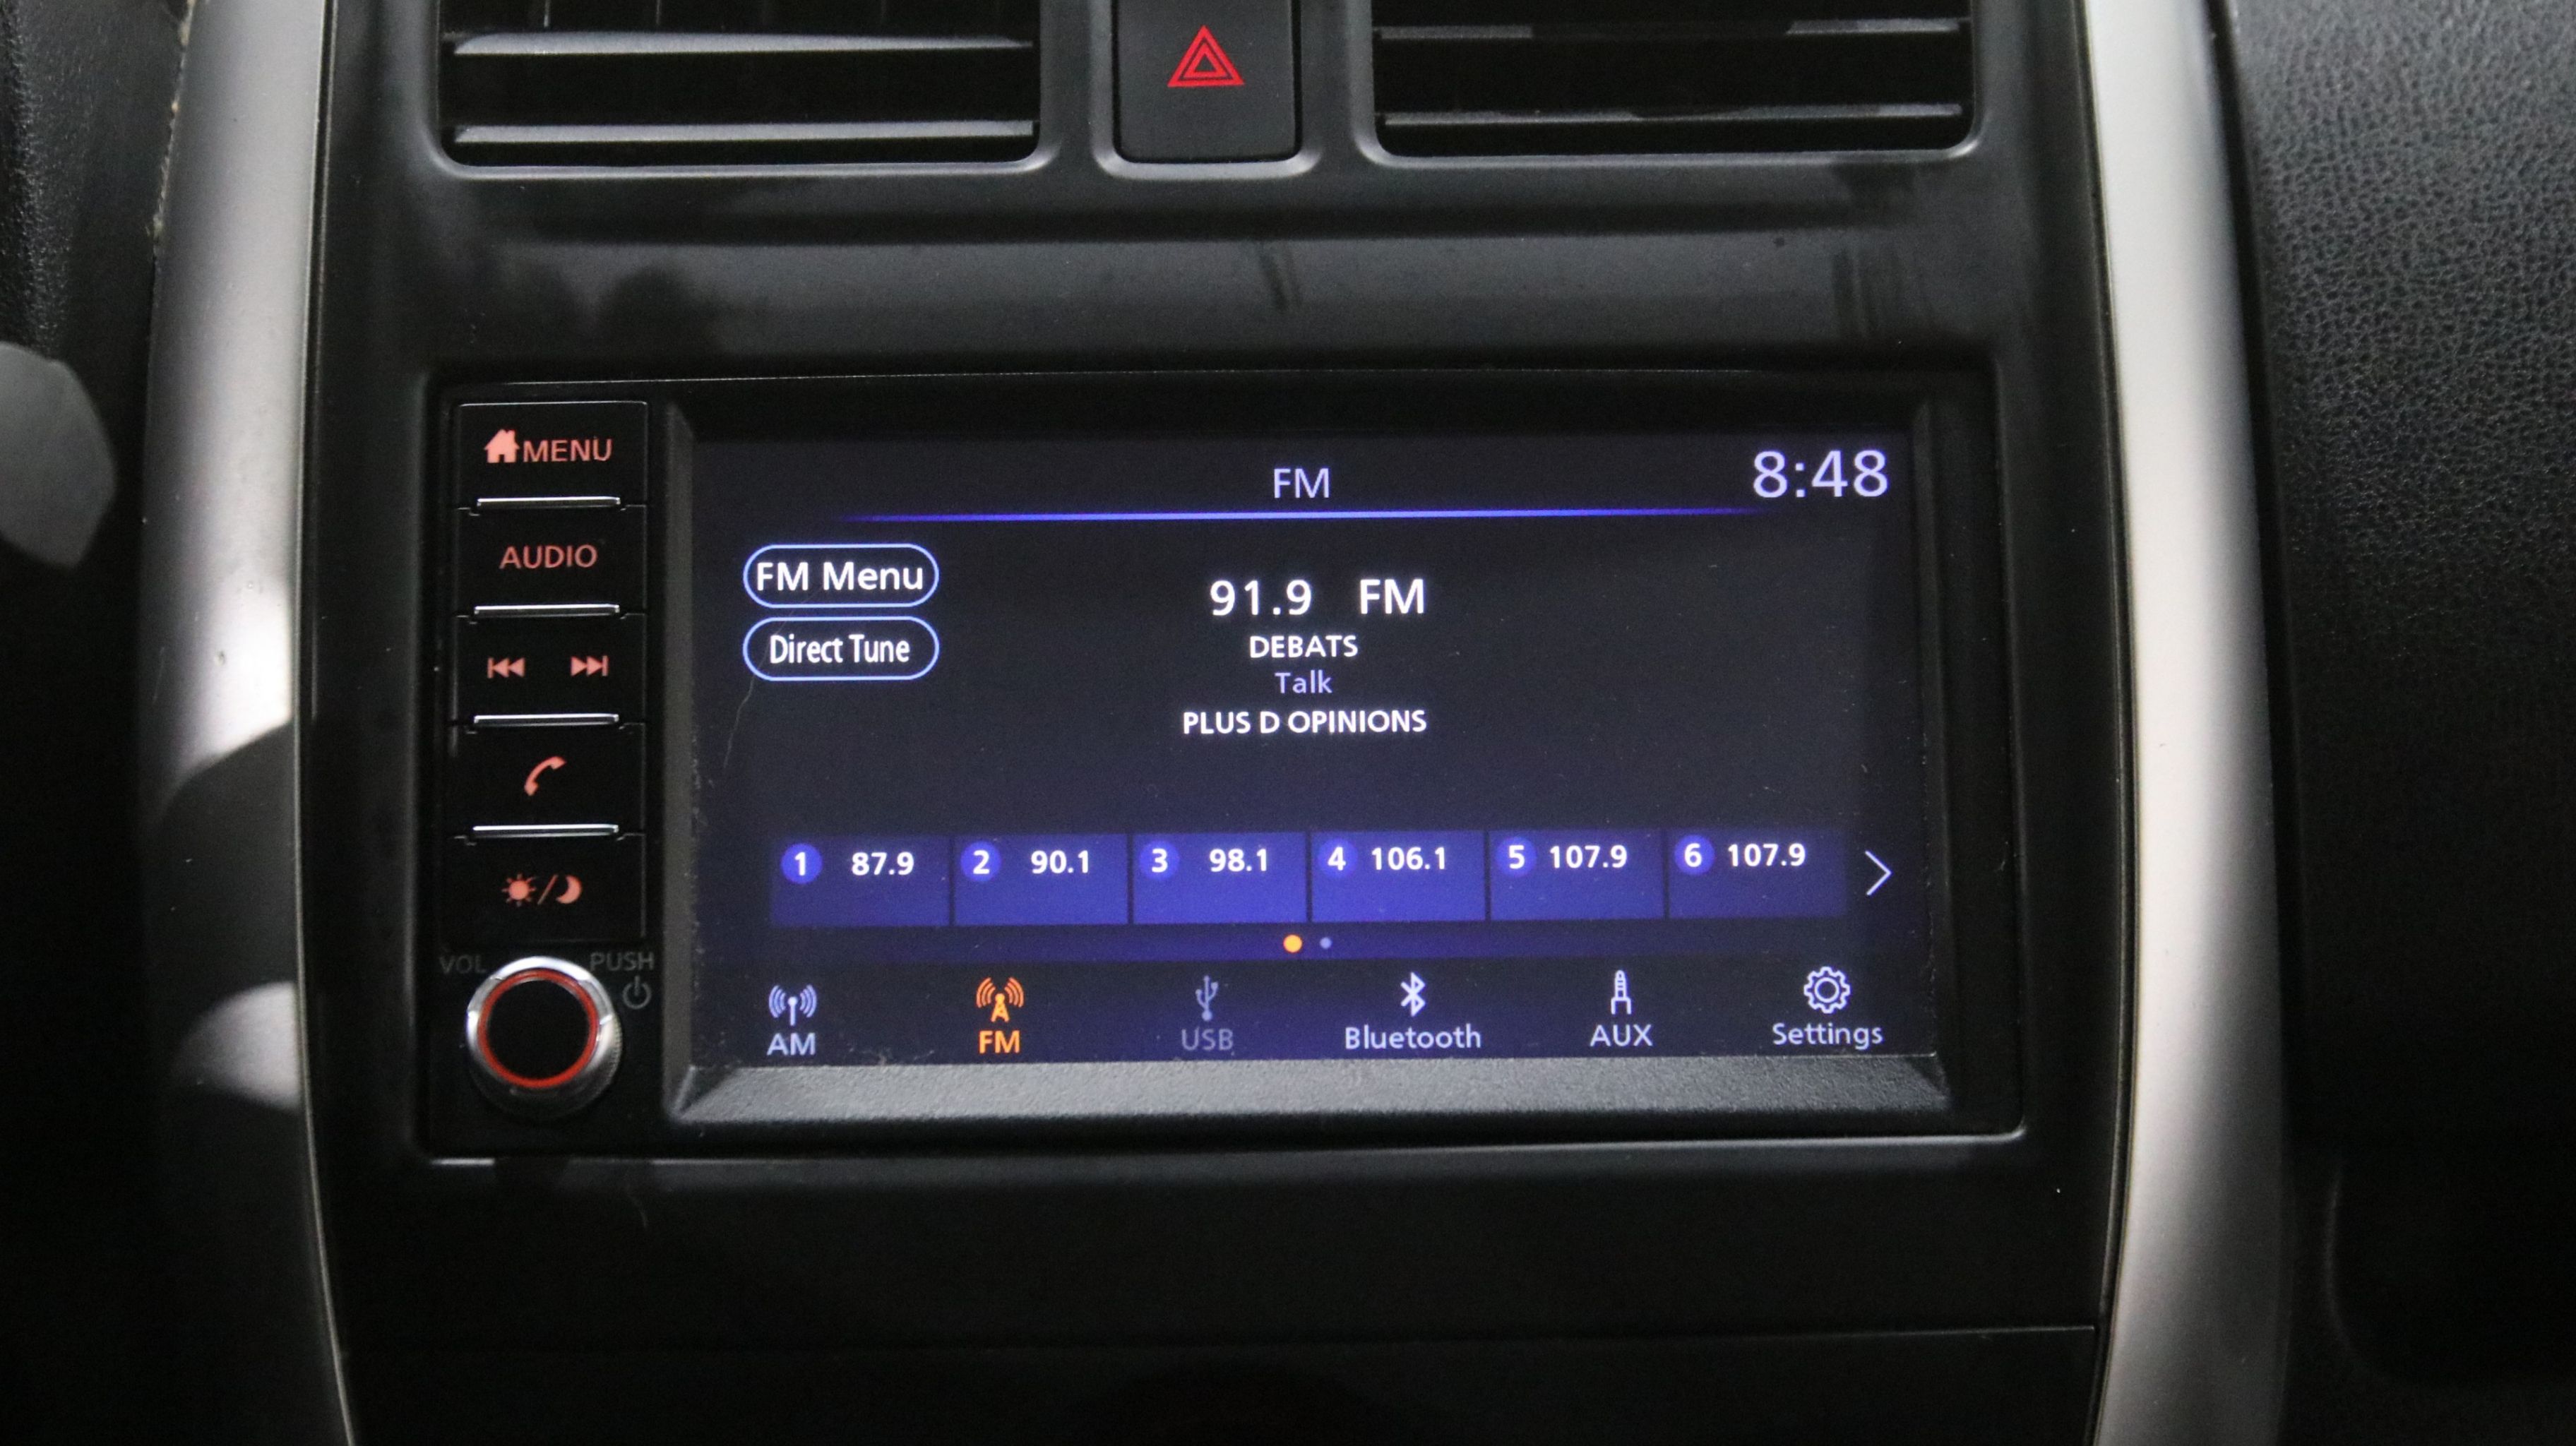 MENU
AUDIO
VOL PUSH
FM 8:48
FM Menu
Direct Tune
91.9 FM
DEBATS
Talk
PLUS D OPINIONS
1 87.9 2 90.1 3 98.1 4 106.1 5 107.9 6 107.9
AM FM USB Bluetooth AUX Settings